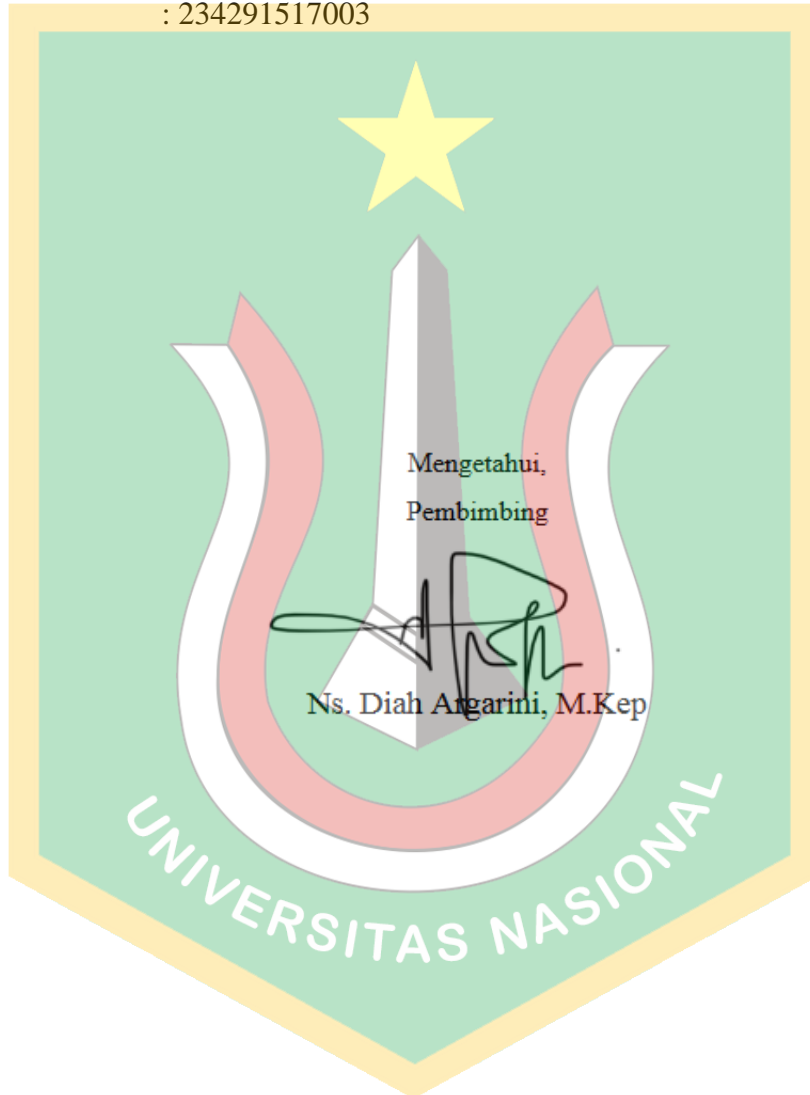 : 234291517003
Mengetahui,
Pembimbing
Ns. Diah Argarini, M.Kep
UNIVERSITAS NASIONAL